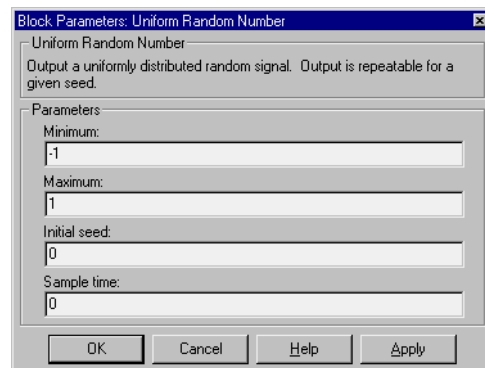 Block Parameters: Uniform Random Number
Uniform Random Number
Output a uniformly distributed random signal. Output is repeatable for a
given seed.
Parameters
Minimum:
-1
Maximum:
1
Initial seed:
0
Sample time:
0
OK Cancel Help Apply